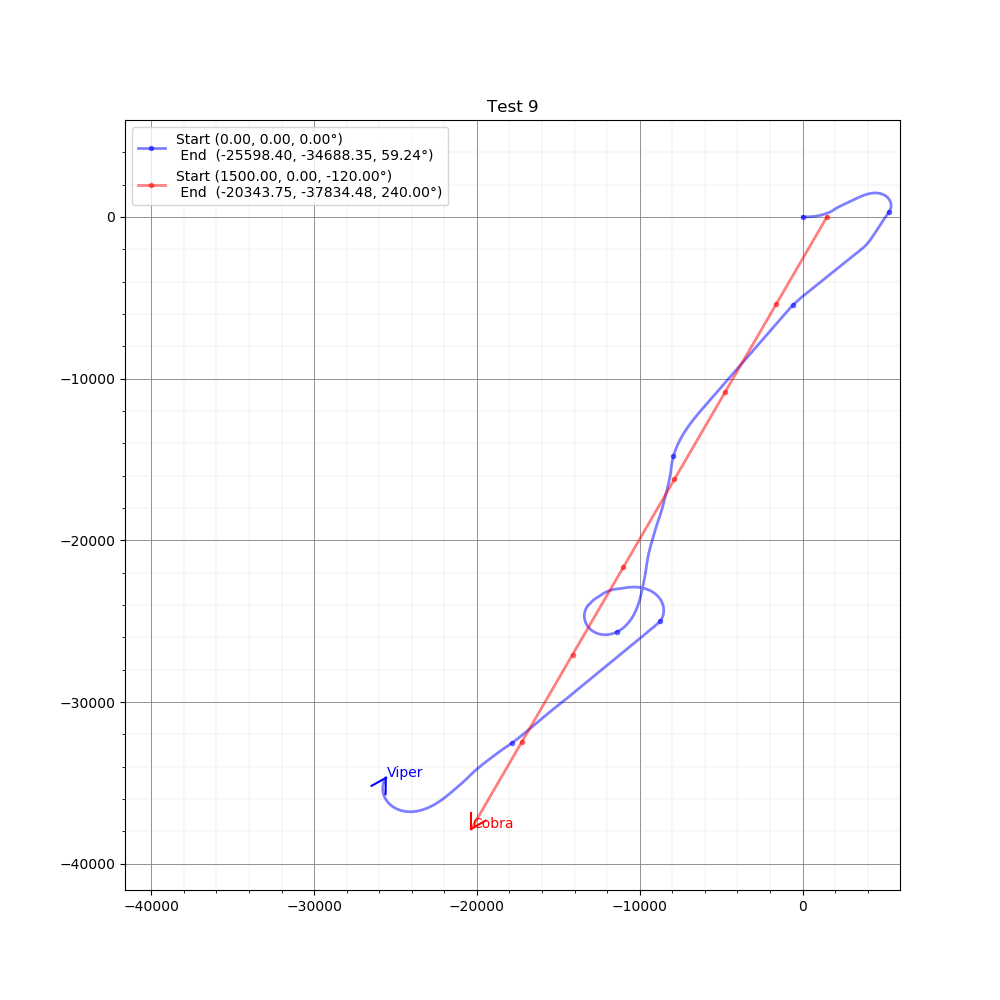 Test 9
Start (0.00, 0.00, 0.00°)
End  (-25598.40, -34688.35, 59.24°)
Start (1500.00, 0.00, -120.00°)
End  (-20343.75, -37834.48, 240.00°)
0
−10000
−20000
−30000
−40000
Viper
Cobra
−40000
−30000
−20000
−10000
0